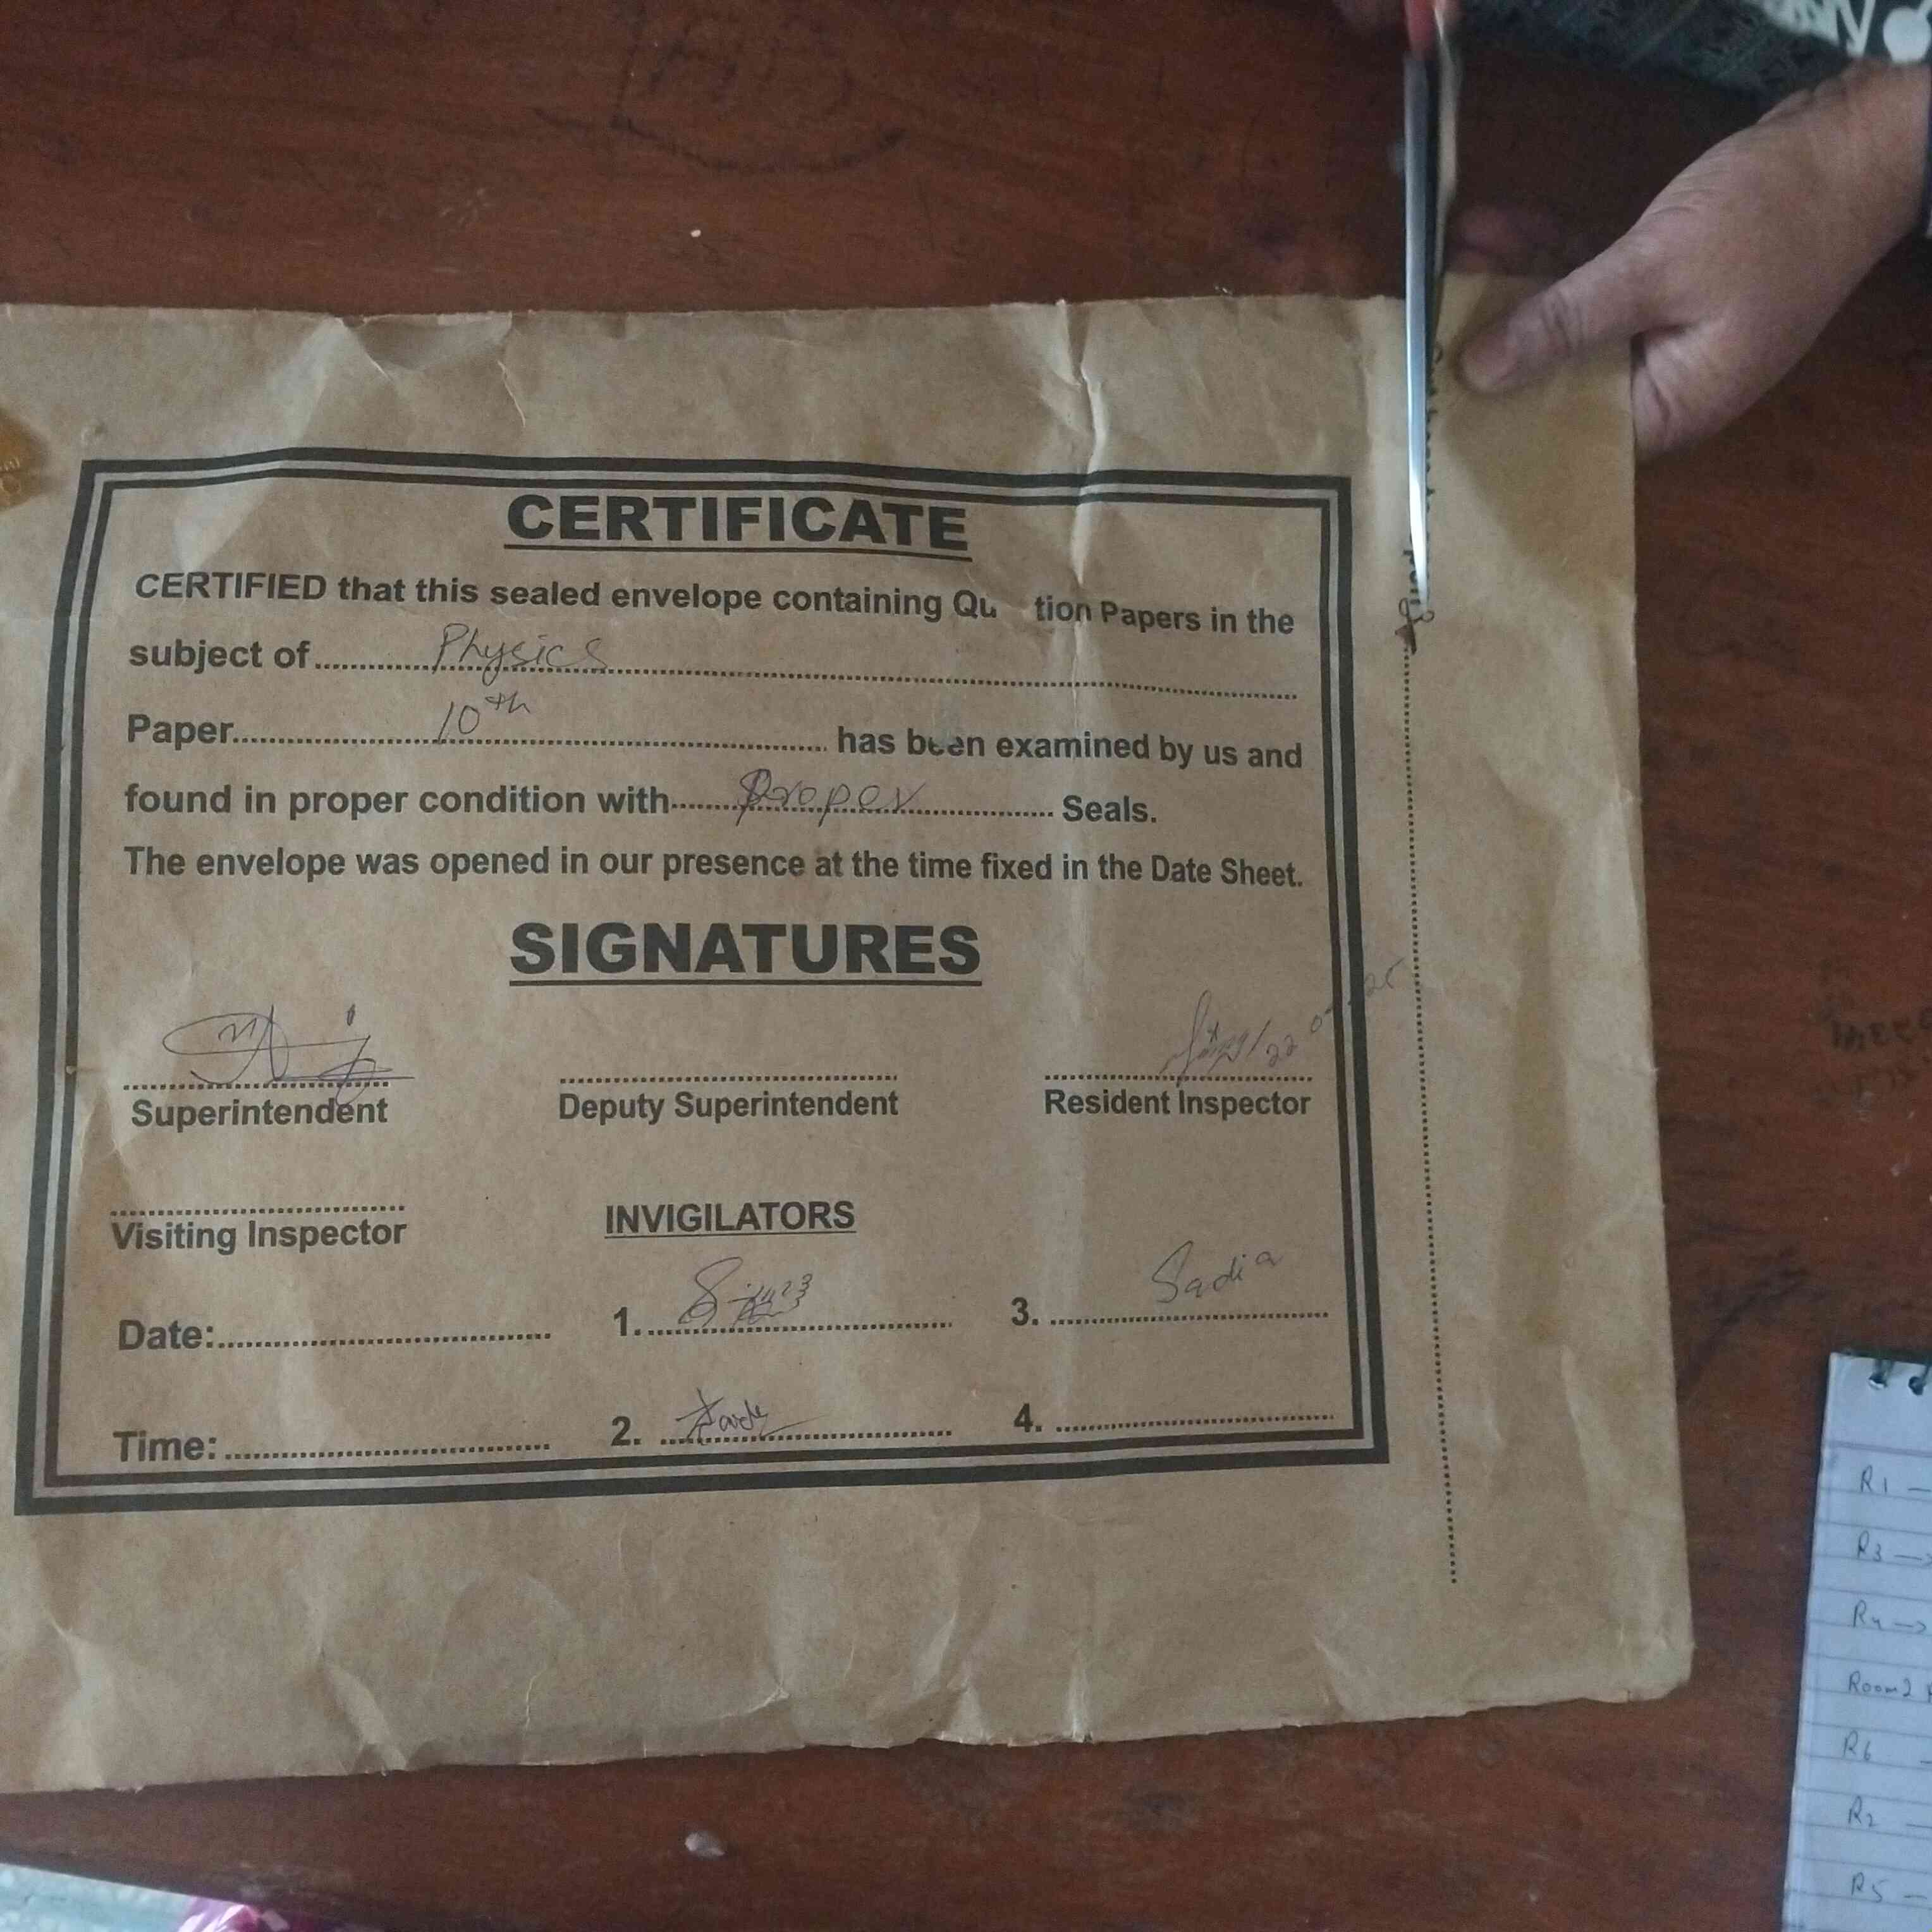 CERTIFICATE
CERTIFIED that this sealed envelope containing Qu tion Papers in the
subject of Physics
Paper 10th has been examined by us and
found in proper condition with Proper Seals.
The envelope was opened in our presence at the time fixed in the Date Sheet.
SIGNATURES
Superintendent Deputy Superintendent Resident Inspector
Visiting Inspector INVIGILATORS
Date: 1. 3. Sadia
Time: 2. 4.
R1 —
R3 →
R4 →
Room2
R6 -
R2 —
R5 —